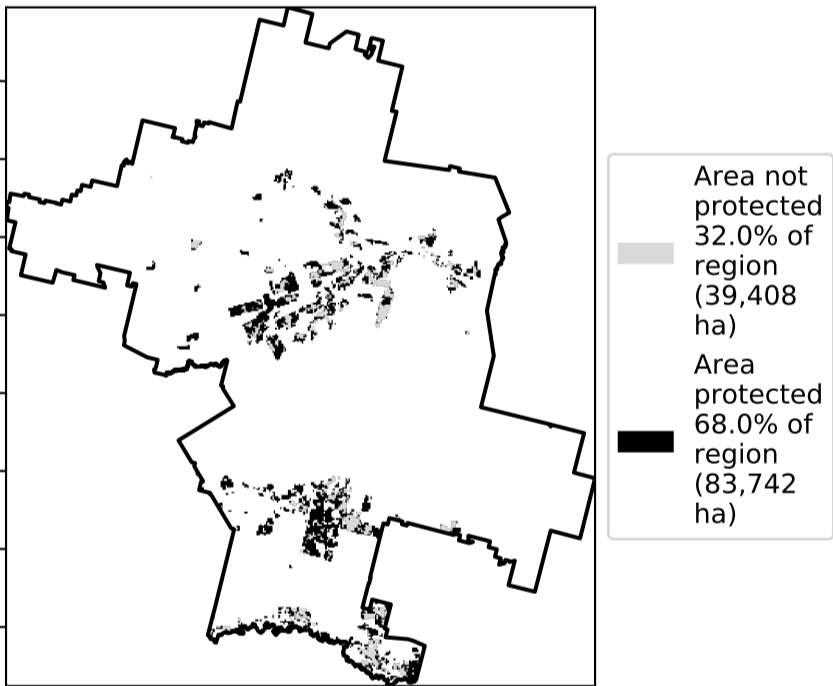 Area not
protected
32.0% of
region
(39,408
ha)
Area
protected
68.0% of
region
(83,742
ha)